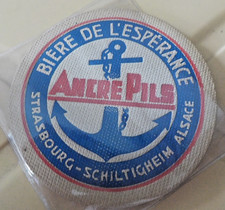 BIÈRE DE L'ESPÉRANCE
ANCRE PILS
STRASBOURG - SCHILTIGHEIM ALSACE